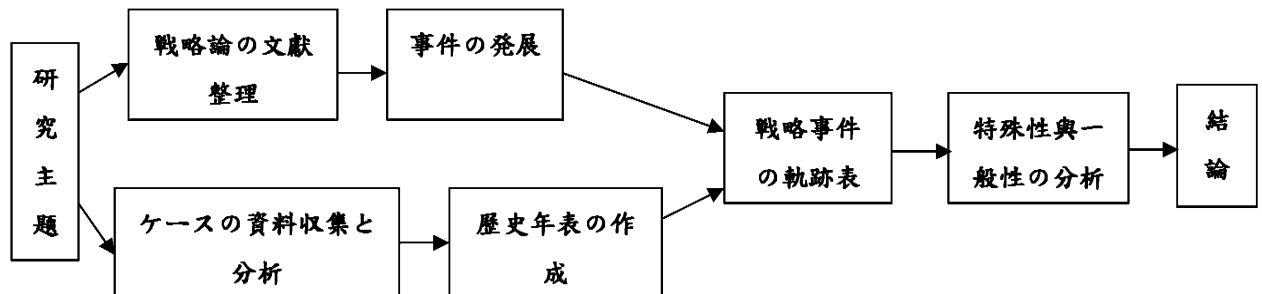 研
究
主
題
戦略論の文献
整理
事件の発展
ケースの資料収集と
分析
歴史年表の作
成
戦略事件
の軌跡表
特殊性與一
般性の分析
結
論